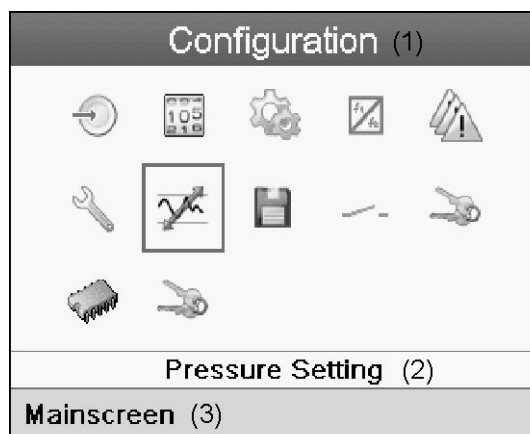 Configuration (1)
105
Pressure Setting (2)
Mainscreen (3)